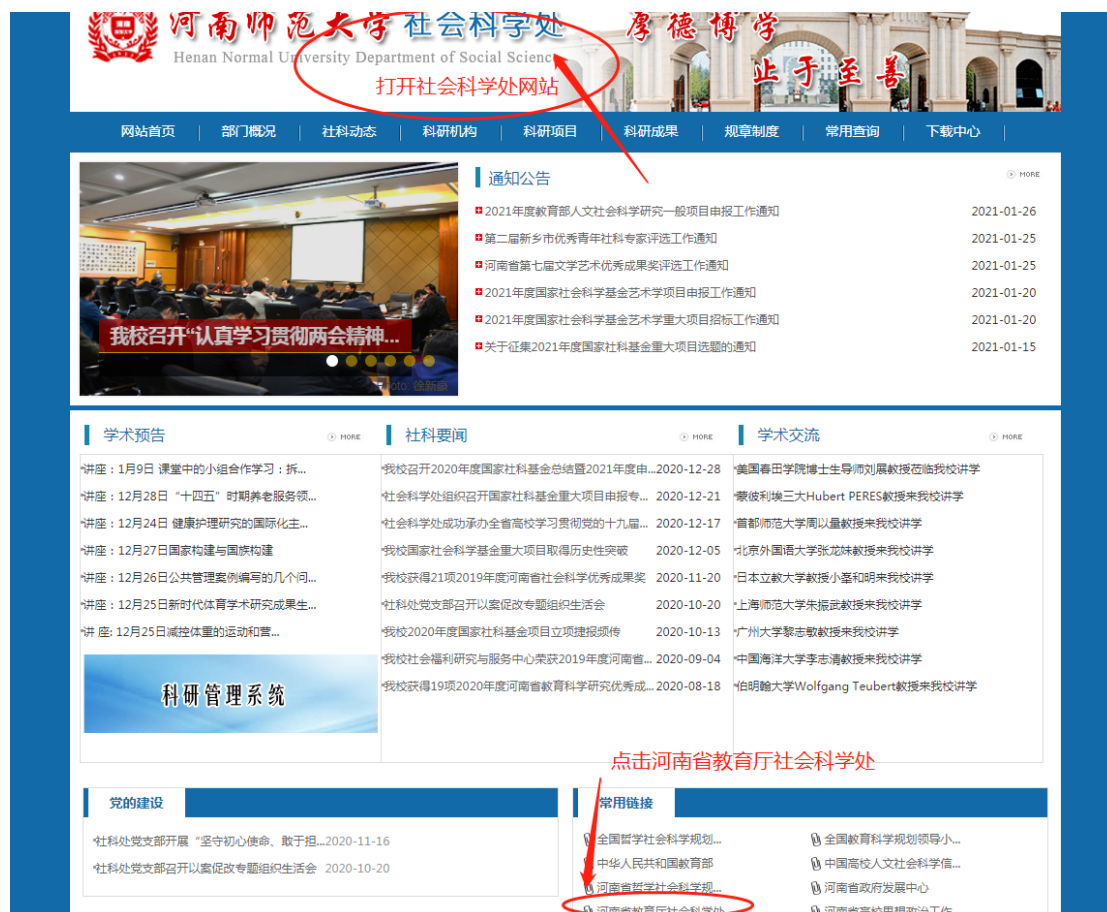 河南师范大学 社会科学处
Henan Normal University Department of Social Science
厚德博学
止于至善
打开社会科学处网站
网站首页 部门概况 社科动态 科研机构 科研项目 科研成果 规章制度 常用查询 下载中心
通知公告 MORE
2021年度教育部人文社会科学研究一般项目申报工作通知 2021-01-26
第二届新乡市优秀青年社科专家评选工作通知 2021-01-25
河南省第七届文学艺术优秀成果奖评选工作通知 2021-01-25
2021年度国家社会科学基金艺术学项目申报工作通知 2021-01-20
2021年度国家社会科学基金艺术学重大项目招标工作通知 2021-01-20
关于征集2021年度国家社科基金重大项目选题的通知 2021-01-15
我校召开“认真学习贯彻两会精神...
Photo: 徐新豪
学术预告 MORE
讲座：1月9日 课堂中的小组合作学习：拆...
讲座：12月28日 “十四五”时期养老服务领...
讲座：12月24日 健康护理研究的国际化主...
讲座：12月27日国家构建与国族构建
讲座：12月26日公共管理案例编写的几个问...
讲座：12月25日新时代体育学术研究成果生...
讲 座: 12月25日减控体重的运动和营...
科研管理系统
社科要闻 MORE
我校召开2020年度国家社科基金总结暨2021年度申...2020-12-28
社会科学处组织召开国家社科基金重大项目申报专... 2020-12-21
社会科学处成功承办全省高校学习贯彻党的十九届... 2020-12-17
我校国家社会科学基金重大项目取得历史性突破 2020-12-05
我校获得21项2019年度河南省社会科学优秀成果奖 2020-11-20
社科处党支部召开以案促改专题组织生活会 2020-10-20
我校2020年度国家社科基金项目立项捷报频传 2020-10-13
我校社会福利研究与服务中心荣获2019年度河南省... 2020-09-04
我校获得19项2020年度河南省教育科学研究优秀成... 2020-08-18
学术交流 MORE
美国春田学院博士生导师刘展教授莅临我校讲学
蒙彼利埃三大Hubert PERES教授来我校讲学
首都师范大学周以量教授来我校讲学
北京外国语大学张龙妹教授来我校讲学
日本立教大学教授小峯和明来我校讲学
上海师范大学朱振武教授来我校讲学
广州大学黎志敏教授来我校讲学
中国海洋大学李志清教授来我校讲学
伯明翰大学Wolfgang Teubert教授来我校讲学
点击河南省教育厅社会科学处
党的建设
社科处党支部开展 “坚守初心使命、敢于担...2020-11-16
社科处党支部召开以案促改专题组织生活会 2020-10-20
常用链接
全国哲学社会科学规划... 全国教育科学规划领导小...
中华人民共和国教育部 中国高校人文社会科学信...
河南省哲学社会科学规... 河南省政府发展中心
河南省教育厅社会科学处 河南省高校思想政治工作